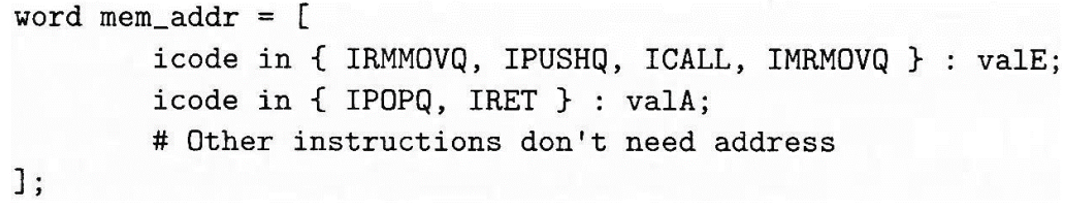 word mem_addr = [
icode in { IRMMOVQ, IPUSHQ, ICALL, IMRMOVQ } : valE;
icode in { IPOPQ, IRET } : valA;
# Other instructions don't need address
];